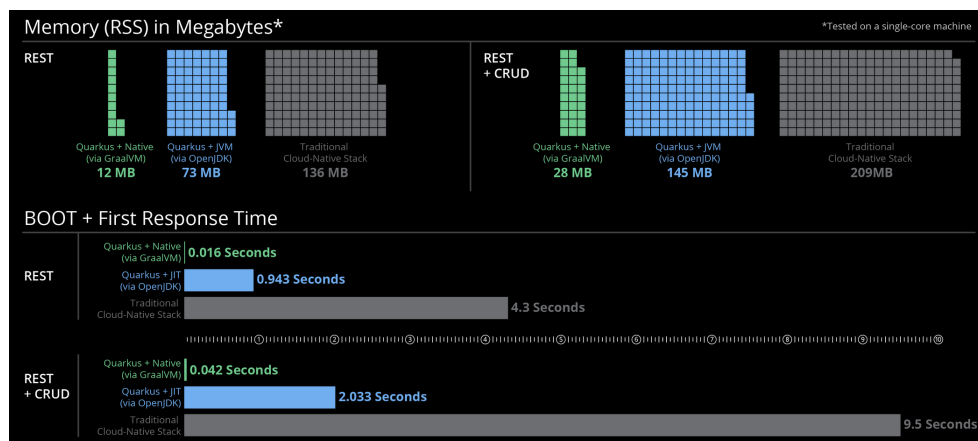 Memory (RSS) in Megabytes*
*Tested on a single-core machine
REST
Quarkus + Native
(via GraalVM)
12 MB
Quarkus + JVM
(via OpenJDK)
73 MB
Traditional
Cloud-Native Stack
136 MB
REST
+ CRUD
Quarkus + Native
(via GraalVM)
28 MB
Quarkus + JVM
(via OpenJDK)
145 MB
Traditional
Cloud-Native Stack
209MB
BOOT + First Response Time
REST
Quarkus + Native
(via GraalVM)
0.016 Seconds
Quarkus + JIT
(via OpenJDK)
0.943 Seconds
Traditional
Cloud-Native Stack
4.3 Seconds
1 2 3 4 5 6 7 8 9 10
REST
+ CRUD
Quarkus + Native
(via GraalVM)
0.042 Seconds
Quarkus + JIT
(via OpenJDK)
2.033 Seconds
Traditional
Cloud-Native Stack
9.5 Seconds